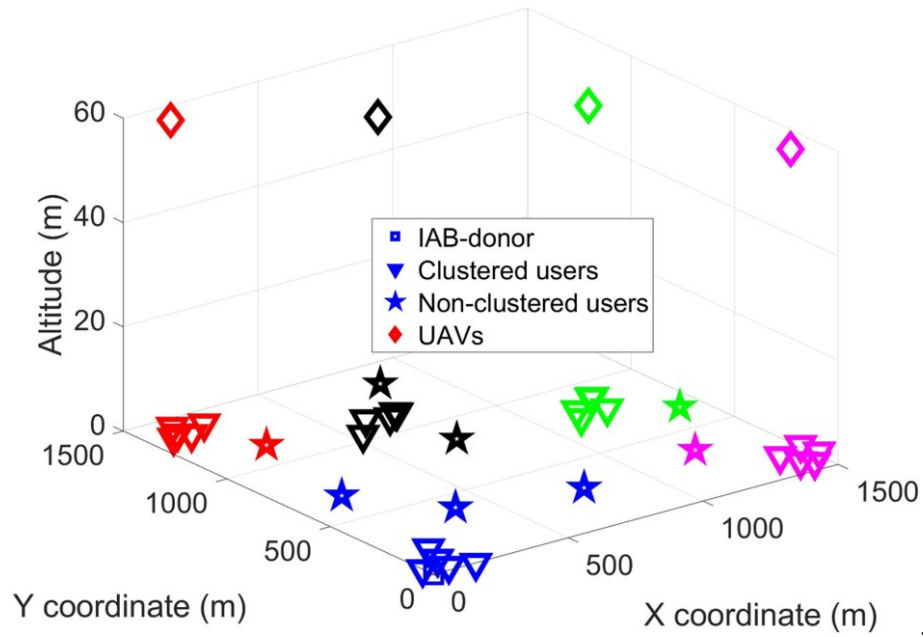 60
40
20
0
Altitude (m)
IAB-donor
Clustered users
Non-clustered users
UAVs
1500
1000
500
0
Y coordinate (m)
0
500
1000
1500
X coordinate (m)